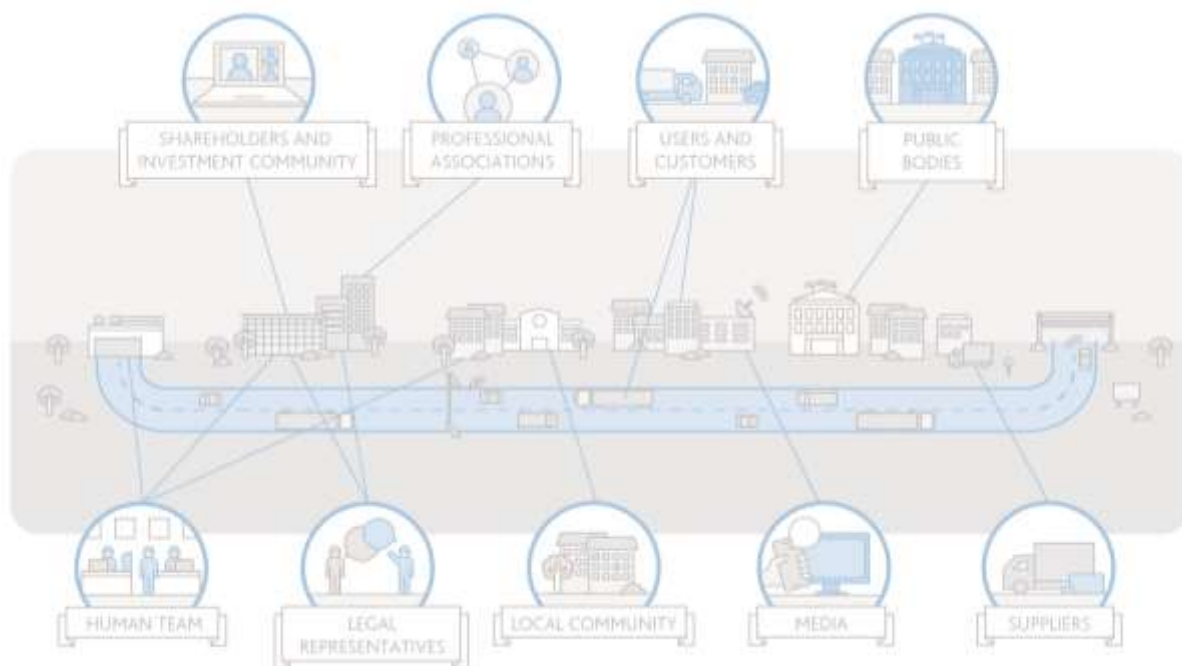 SHAREHOLDERS AND
INVESTMENT COMMUNITY
PROFESSIONAL
ASSOCIATIONS
USERS AND
CUSTOMERS
PUBLIC
BODIES
HUMAN TEAM
LEGAL
REPRESENTATIVES
LOCAL COMMUNITY
MEDIA
SUPPLIERS